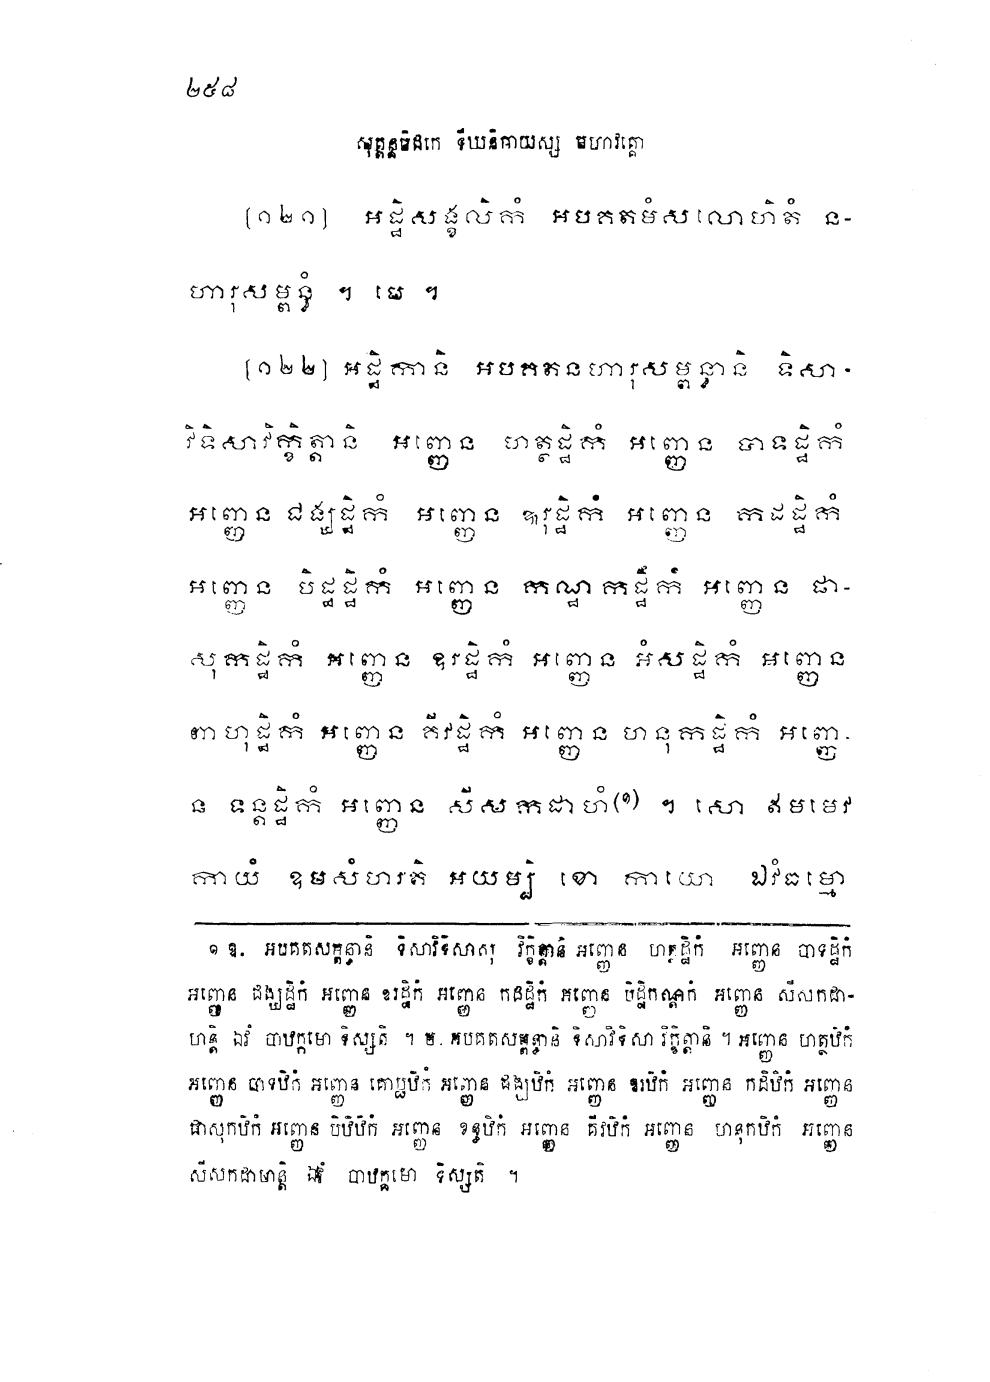 ២៥៨
សុត្តន្តបិដកេ ទីឃនិកាយស្ស មហាវគ្គោ
(១២១) អដ្ឋិសង្ខលិកំ អបកតមំសលោហិតំ ន-
ហារុសម្ពន្ធំ ។ បេ ។
(១២២) អដ្ឋិកានិ អបកតនហារុសម្ពន្ធានិ ទិសា-
វិទិសាវិក្ខិត្តានិ អញ្ញេន ហត្ថដ្ឋិកំ អញ្ញេន បាទដ្ឋិកំ
អញ្ញេន ជង្ឃដ្ឋិកំ អញ្ញេន ឩរុដ្ឋិកំ អញ្ញេន កដដ្ឋិកំ
អញ្ញេន បិដ្ឋដ្ឋិកំ អញ្ញេន កណ្ឋកដ្ឋិកំ អញ្ញេន ផា-
សុកដ្ឋិកំ អញ្ញេន ឧរដ្ឋិកំ អញ្ញេន អំសដ្ឋិកំ អញ្ញេន
ពាហុដ្ឋិកំ អញ្ញេន គីវដ្ឋិកំ អញ្ញេន ហនុកដ្ឋិកំ អញ្ញេ-
ន ទន្តដ្ឋិកំ អញ្ញេន សីសកដាហំ(១) ។ សោ ឥមមេវ
កាយំ ឧបសំហរតិ អយម្បិ ខោ កាយោ ឯវំធម្មោ
១ ឱ. អបគតសម្ពន្ធានិ ទិសាវិទិសាសុ វិក្ខិត្តានិ អញ្ញេន ហត្ថដ្ឋិកំ អញ្ញេន បាទដ្ឋិកំ
អញ្ញេន ជង្ឃដ្ឋិកំ អញ្ញេន ឧរដ្ឋិកំ អញ្ញេន កដដ្ឋិកំ អញ្ញេន បិដ្ឋិកណ្ដកំ អញ្ញេន សីសកដា-
ហន្តិ ឯវំ បាឋក្កមោ ទិស្សតិ ។ ម. អបគតសម្ពន្ធានិ ទិសាវិទិសា វិក្ខិត្តានិ ។ អញ្ញេន ហត្ថឋិកំ
អញ្ញេន បាទឋិកំ អញ្ញេន គោប្ផឋិកំ អញ្ញេន ជង្ឃឋិកំ អញ្ញេន ឧរឋិកំ អញ្ញេន កដិឋិកំ អញ្ញេន
ផាសុកឋិកំ អញ្ញេន បិឋិឋិកំ អញ្ញេន ខន្ធឋិកំ អញ្ញេន គីវឋិកំ អញ្ញេន ហនុកឋិកំ អញ្ញេន
សីសកដាហន្តិ ឯវំ បាឋក្កមោ ទិស្សតិ ។